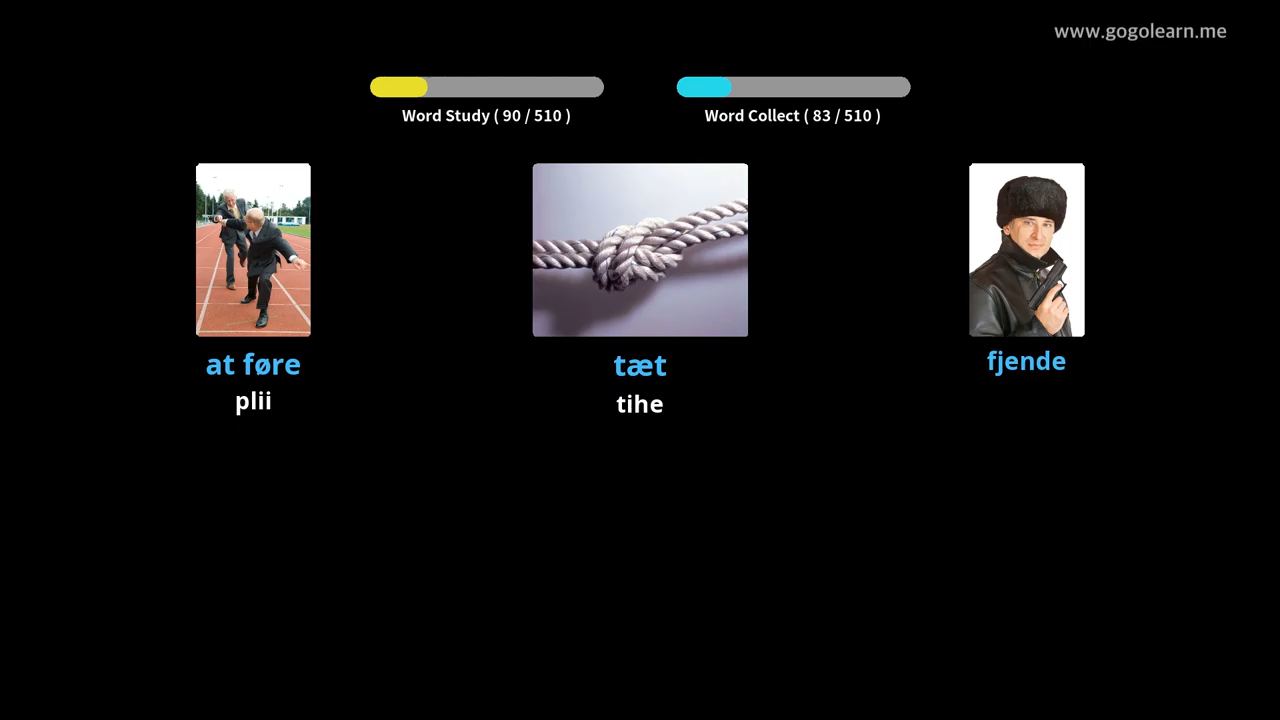 www.gogolearn.me
Word Study ( 90 / 510 )
Word Collect ( 83 / 510 )
at føre
plii
tæt
tihe
fjende